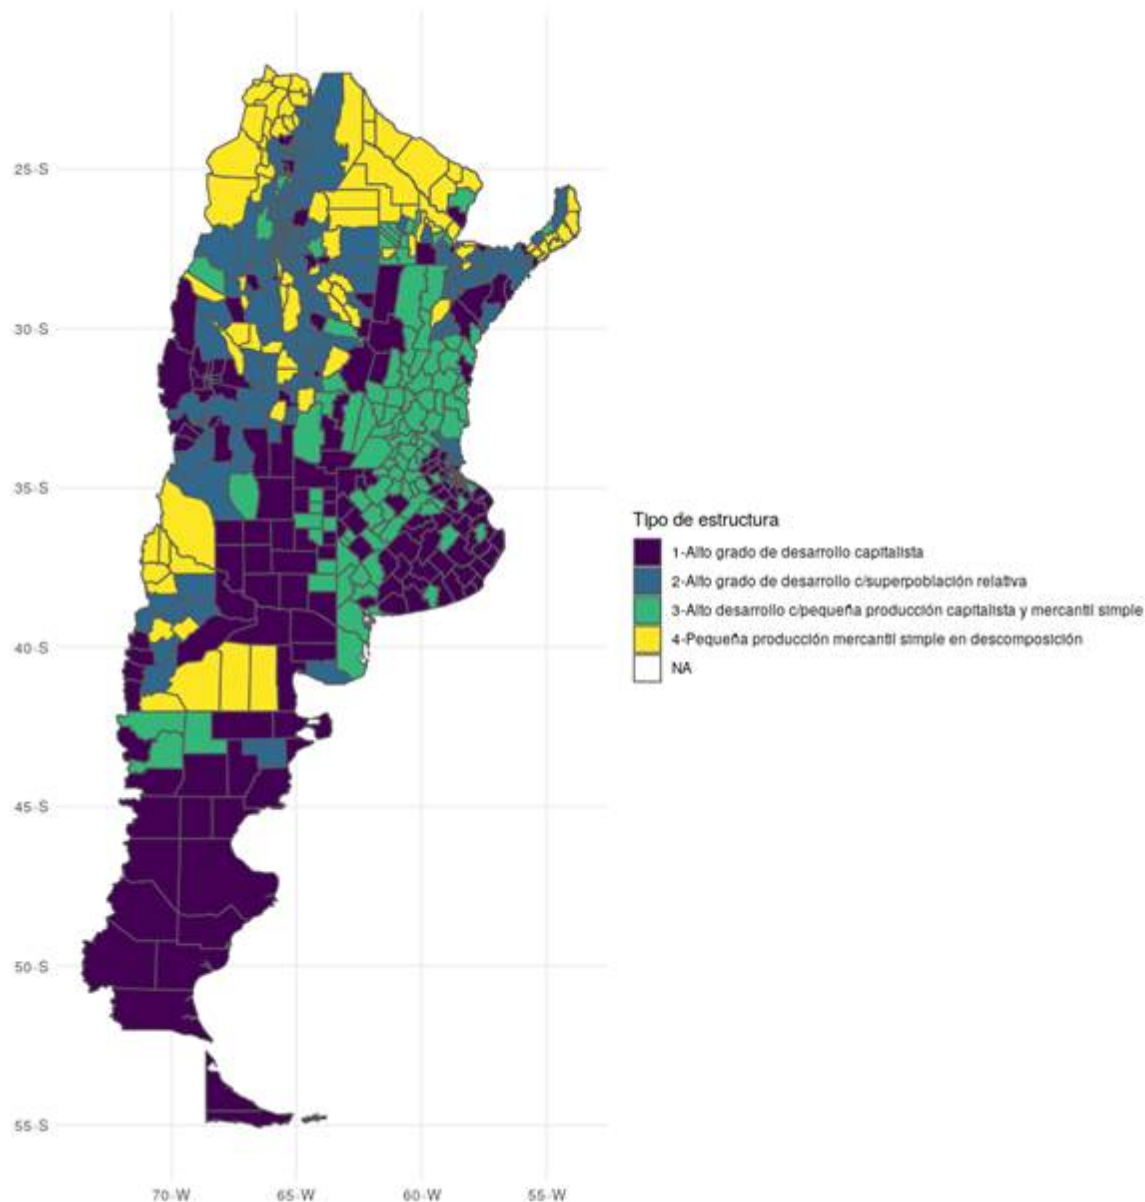 25◦S
30◦S
35◦S
40◦S
45◦S
50◦S
55◦S
70◦W
65◦W
60◦W
55◦W
Tipo de estructura
1-Alto grado de desarrollo capitalista
2-Alto grado de desarrollo c/superpoblación relativa
3-Alto desarrollo c/pequeña producción capitalista y mercantil simple
4-Pequeña producción mercantil simple en descomposición
NA